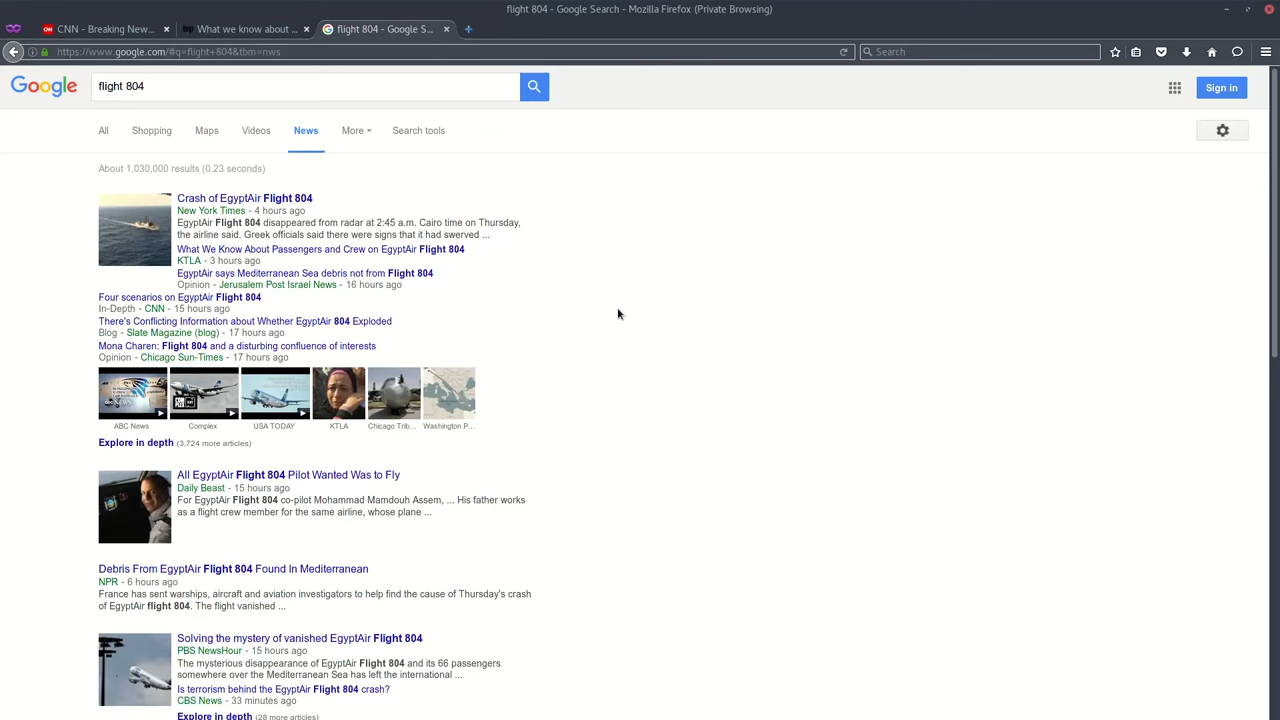 flight 804 - Google Search - Mozilla Firefox (Private Browsing)
CNN - Breaking New...
What we know about ...
flight 804 - Google S...
https://www.google.com/#q=flight+804&tbm=nws
Search
Google
flight 804
Sign in
All
Shopping
Maps
Videos
News
More
Search tools
About 1,030,000 results (0.23 seconds)
Crash of EgyptAir Flight 804
New York Times - 4 hours ago
EgyptAir Flight 804 disappeared from radar at 2:45 a.m. Cairo time on Thursday,
the airline said. Greek officials said there were signs that it had swerved ...
What We Know About Passengers and Crew on EgyptAir Flight 804
KTLA - 3 hours ago
EgyptAir says Mediterranean Sea debris not from Flight 804
Opinion - Jerusalem Post Israel News - 16 hours ago
Four scenarios on EgyptAir Flight 804
In-Depth - CNN - 15 hours ago
There's Conflicting Information about Whether EgyptAir 804 Exploded
Blog - Slate Magazine (blog) - 17 hours ago
Mona Charen: Flight 804 and a disturbing confluence of interests
Opinion - Chicago Sun-Times - 17 hours ago
ABC News
Complex
USA TODAY
KTLA
Chicago Trib...
Washington P...
Explore in depth (3,724 more articles)
All EgyptAir Flight 804 Pilot Wanted Was to Fly
Daily Beast - 15 hours ago
For EgyptAir Flight 804 co-pilot Mohammad Mamdouh Assem, ... His father works
as a flight crew member for the same airline, whose plane ...
Debris From EgyptAir Flight 804 Found In Mediterranean
NPR - 6 hours ago
France has sent warships, aircraft and aviation investigators to help find the cause of Thursday's crash
of EgyptAir flight 804. The flight vanished ...
Solving the mystery of vanished EgyptAir Flight 804
PBS NewsHour - 15 hours ago
The mysterious disappearance of EgyptAir Flight 804 and its 66 passengers
somewhere over the Mediterranean Sea has left the international ...
Is terrorism behind the EgyptAir Flight 804 crash?
CBS News - 33 minutes ago
Explore in depth (28 more articles)